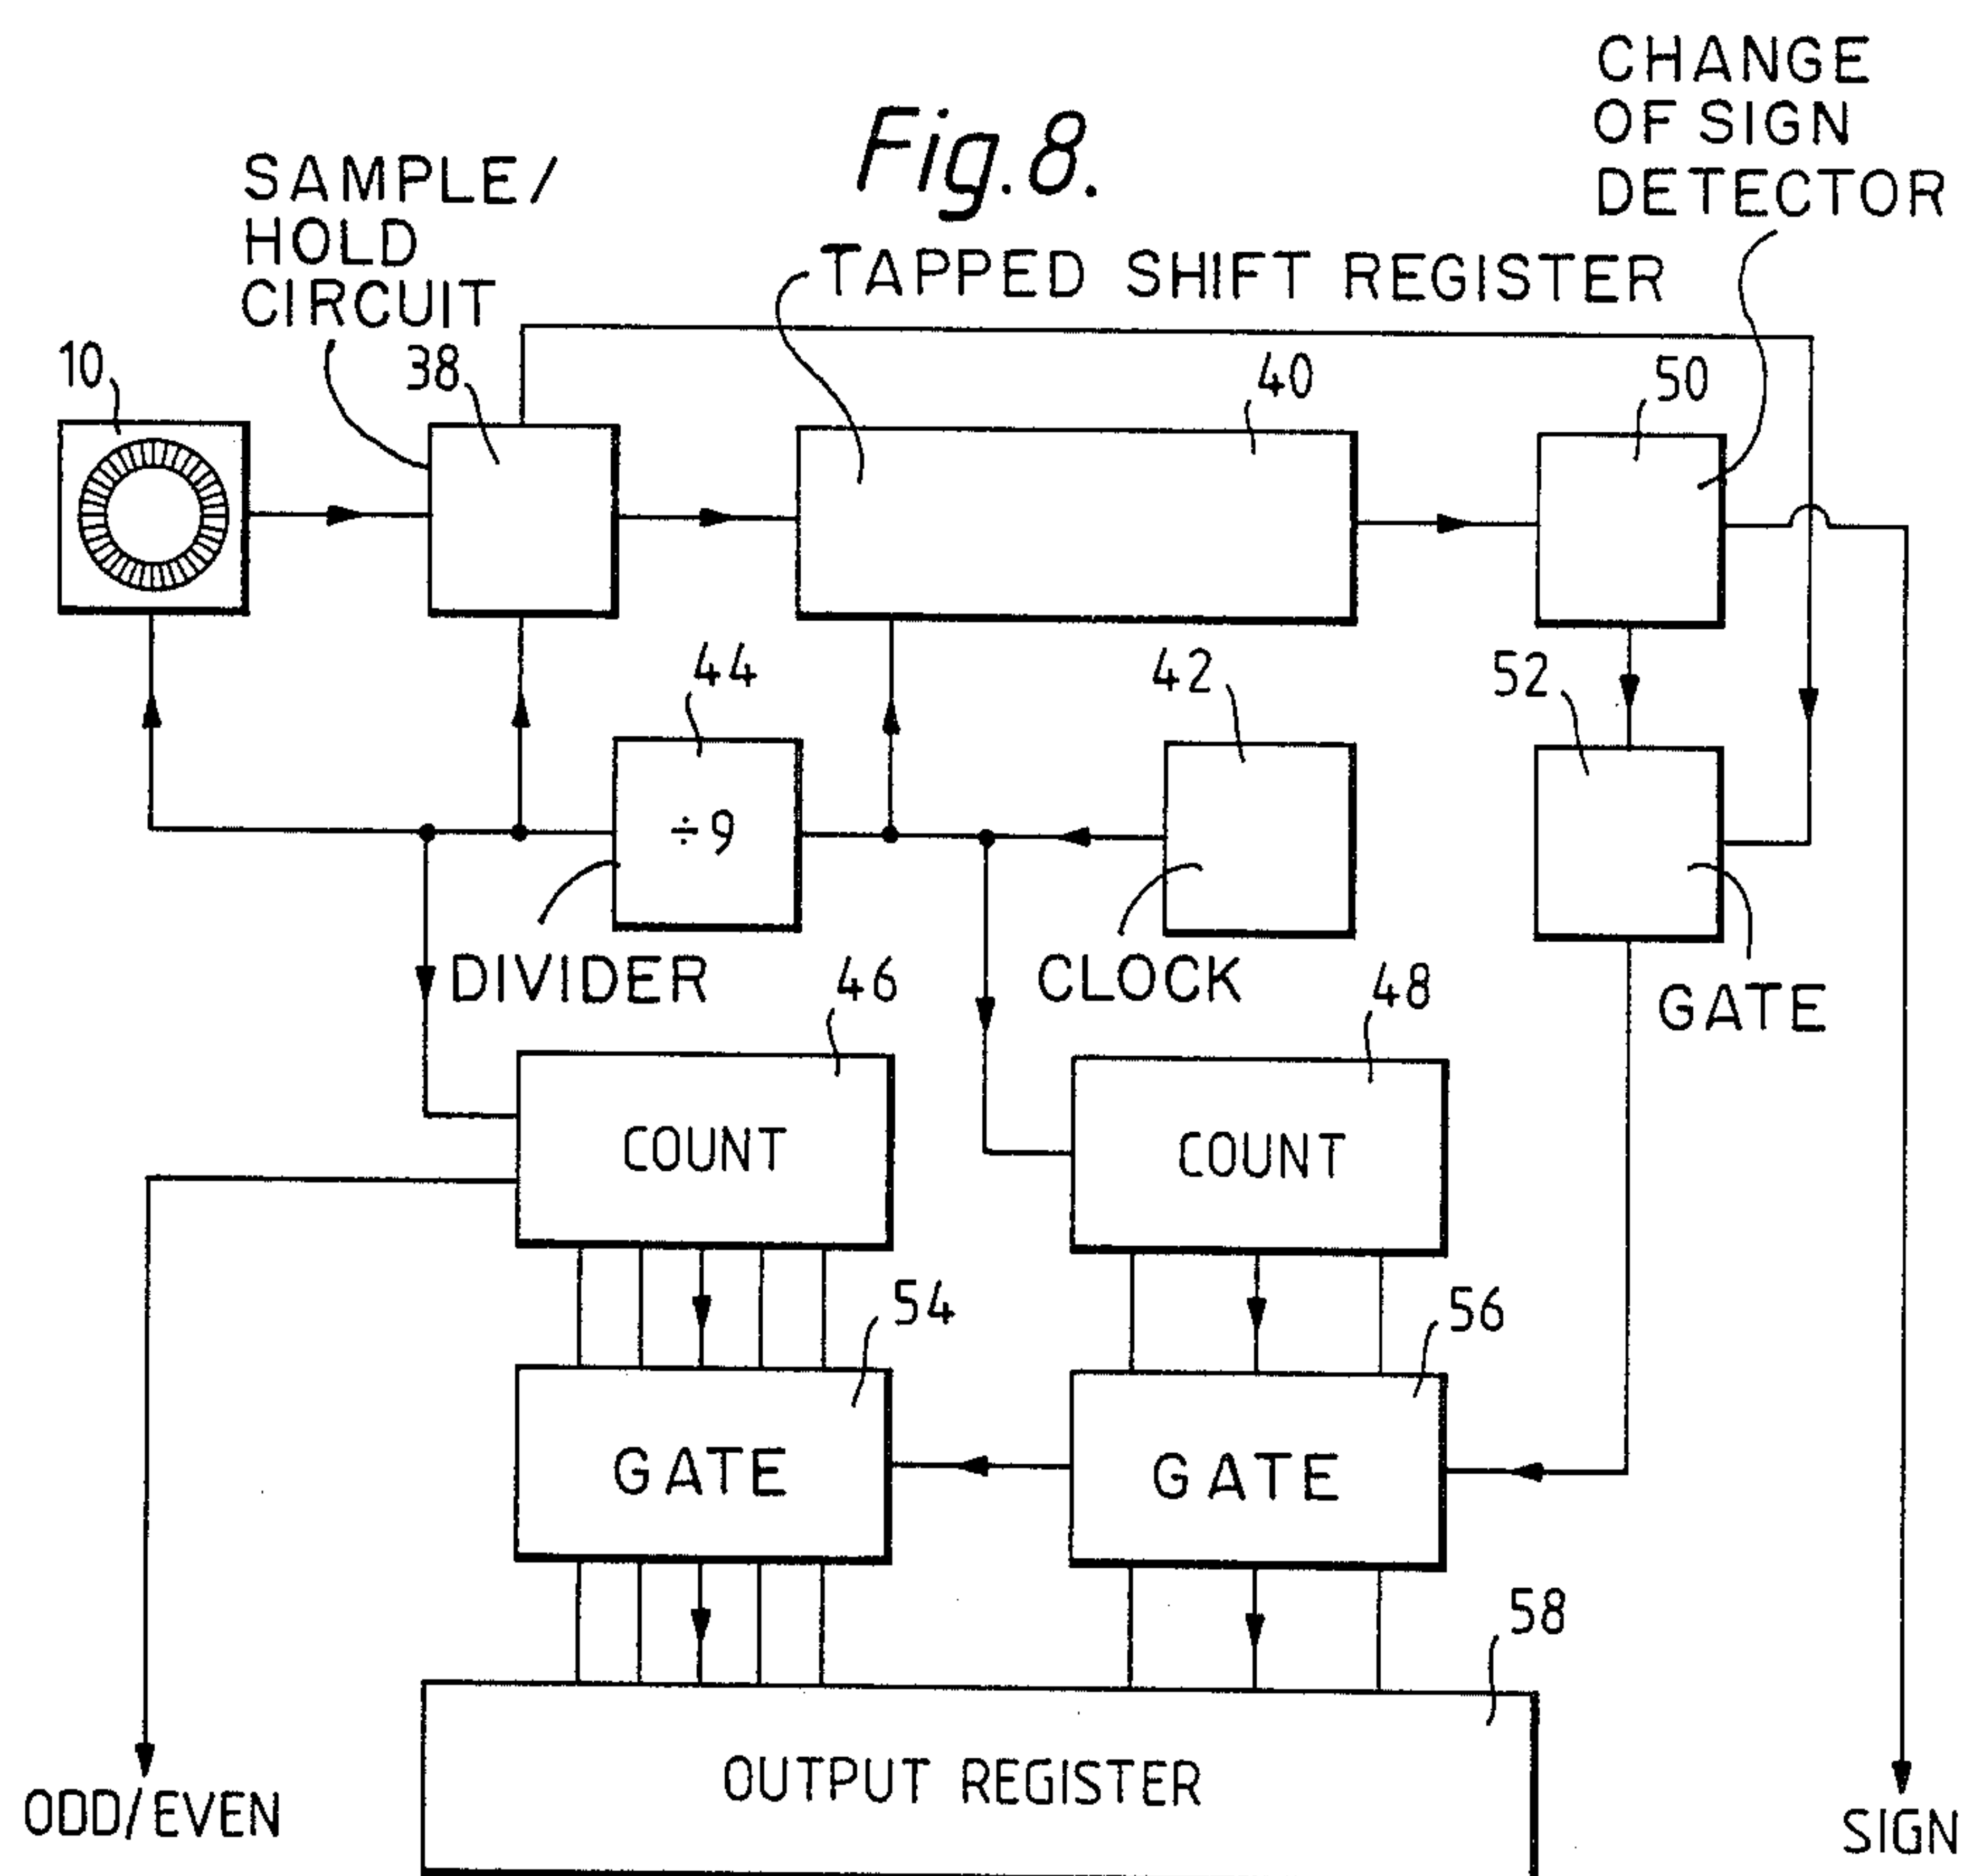 Fig.8.
CHANGE
OF SIGN
DETECTOR
SAMPLE/
HOLD
CIRCUIT
TAPPED SHIFT REGISTER
10
38
40
50
44
42
52
÷9
DIVIDER
CLOCK
GATE
46
48
COUNT
COUNT
54
56
GATE
GATE
58
OUTPUT REGISTER
ODD/EVEN
SIGN